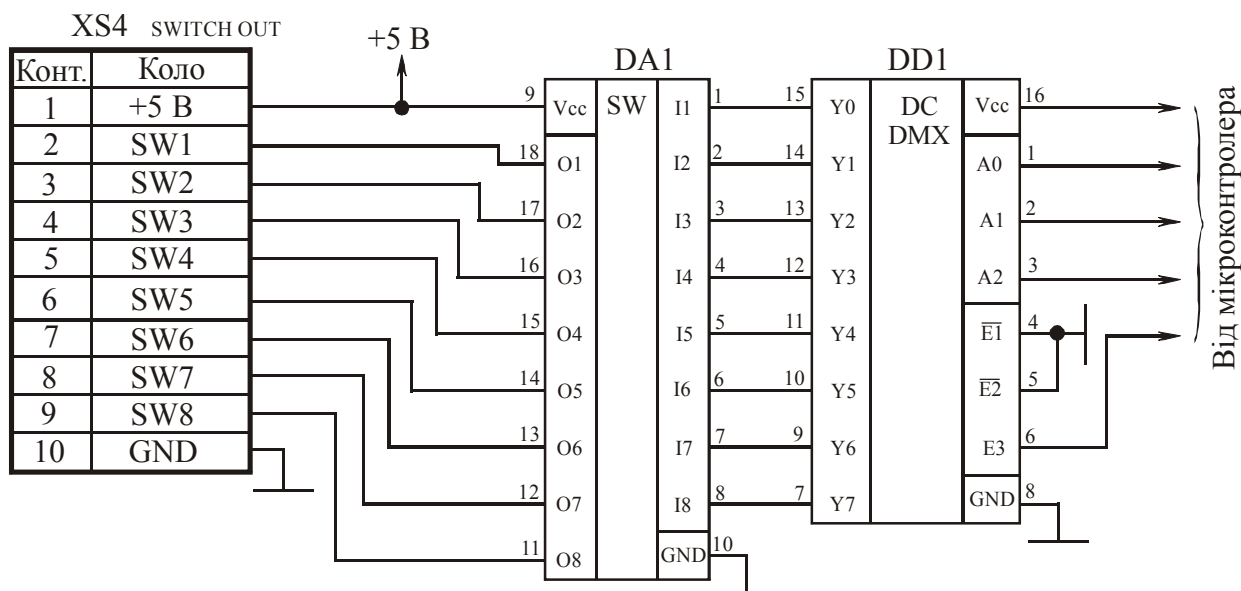 XS4 SWITCH OUT
Конт. Коло
1 +5 В
2 SW1
3 SW2
4 SW3
5 SW4
6 SW5
7 SW6
8 SW7
9 SW8
10 GND
+5 В
DA1
9 Vcc SW I1 1
18 O1 I2 2
17 O2 I3 3
16 O3 I4 4
15 O4 I5 5
14 O5 I6 6
13 O6 I7 7
12 O7 I8 8
11 O8 GND 10
DD1
15 Y0 DC Vcc 16
DMX
14 Y1 A0 1
13 Y2 A1 2
12 Y3 A2 3
11 Y4 E1 4
10 Y5 E2 5
9 Y6 E3 6
7 Y7 GND 8
Від мікроконтролера